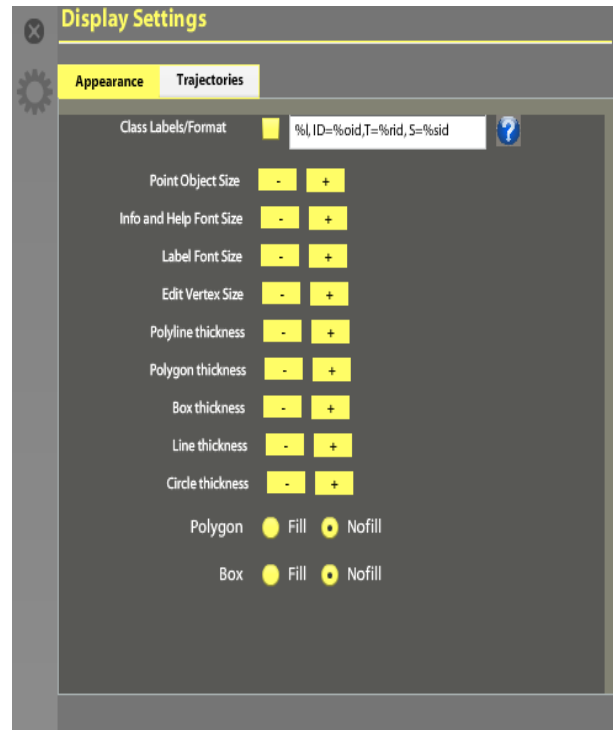 Display Settings
Appearance Trajectories
Class Labels/Format %l, ID=%oid,T=%rid, S=%sid ?
Point Object Size - +
Info and Help Font Size - +
Label Font Size - +
Edit Vertex Size - +
Polyline thickness - +
Polygon thickness - +
Box thickness - +
Line thickness - +
Circle thickness - +
Polygon Fill Nofill
Box Fill Nofill